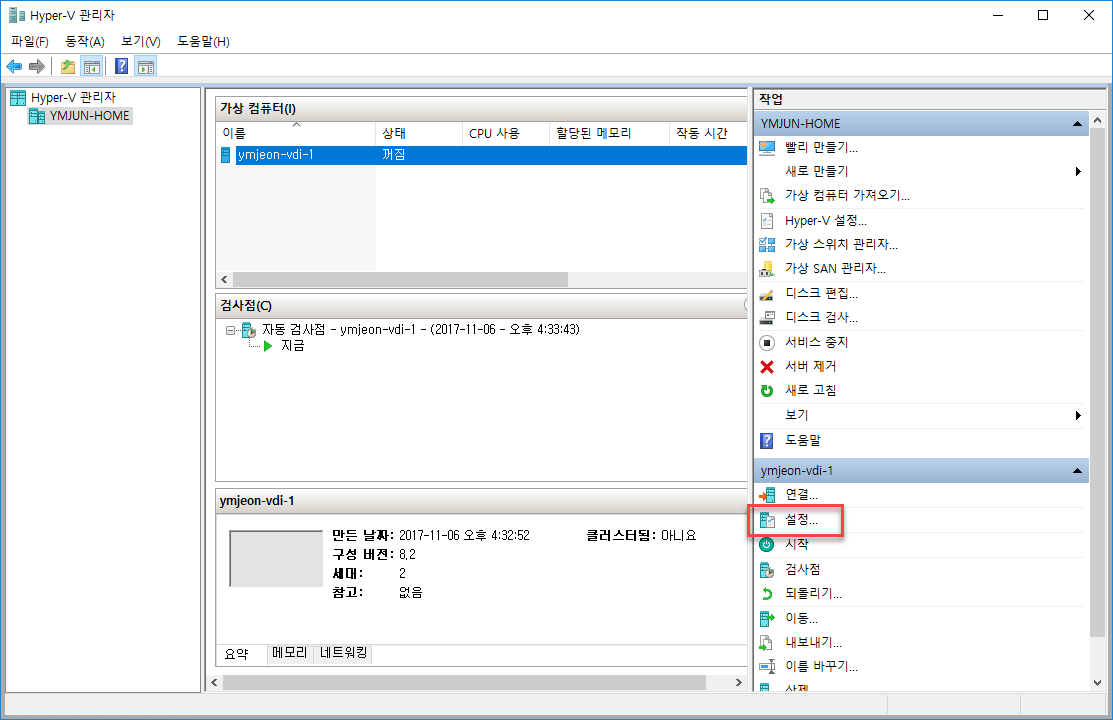 Hyper-V 관리자
파일(F) 동작(A) 보기(V) 도움말(H)
Hyper-V 관리자
YMJUN-HOME
가상 컴퓨터(I)
이름 상태 CPU 사용 할당된 메모리 작동 시간
ymjeon-vdi-1 꺼짐
검사점(C)
자동 검사점 - ymjeon-vdi-1 - (2017-11-06 - 오후 4:33:43)
지금
ymjeon-vdi-1
만든 날짜: 2017-11-06 오후 4:32:52 클러스터됨: 아니요
구성 버전: 8,2
세대: 2
참고: 없음
요약 메모리 네트워킹
작업
YMJUN-HOME
빨리 만들기...
새로 만들기
가상 컴퓨터 가져오기...
Hyper-V 설정...
가상 스위치 관리자...
가상 SAN 관리자...
디스크 편집...
디스크 검사...
서비스 중지
서버 제거
새로 고침
보기
도움말
ymjeon-vdi-1
연결...
설정...
시작
검사점
되돌리기...
이동...
내보내기...
이름 바꾸기...
삭제